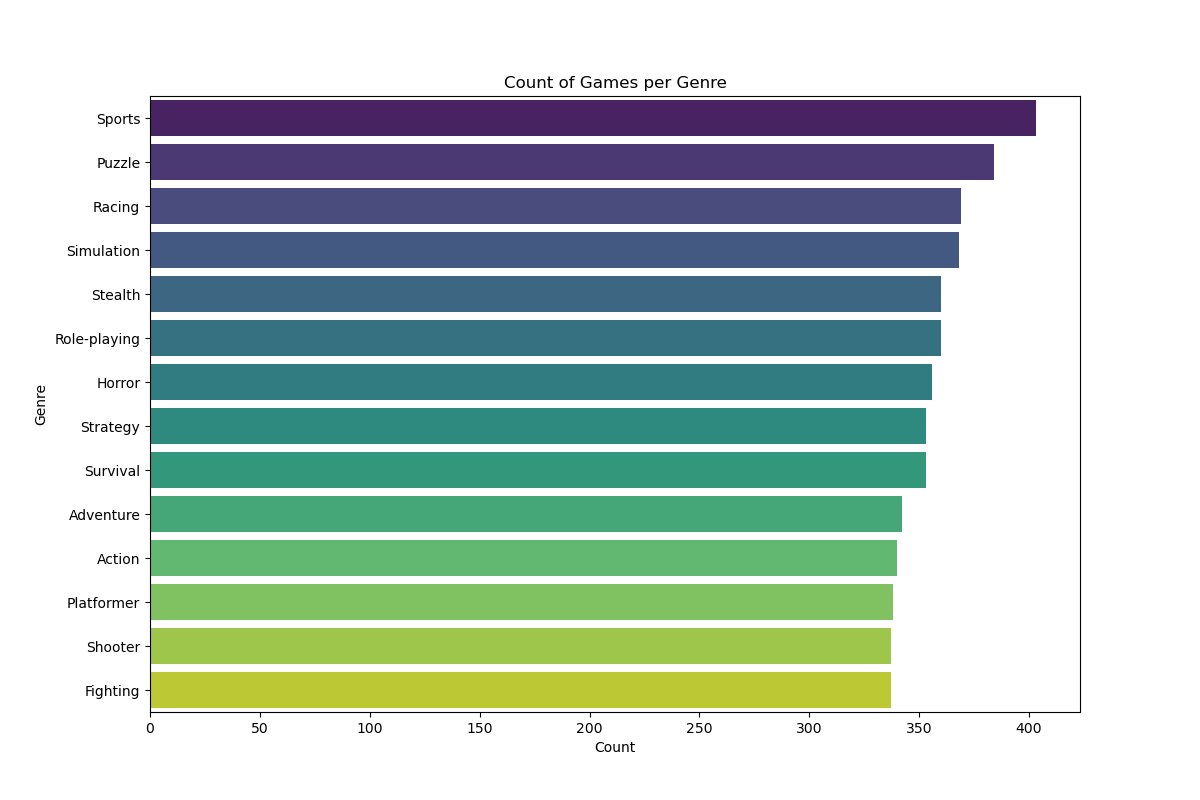 Count of Games per Genre
Sports
Puzzle
Racing
Simulation
Stealth
Role-playing
Horror
Strategy
Survival
Adventure
Action
Platformer
Shooter
Fighting
Genre
0 50 100 150 200 250 300 350 400
Count